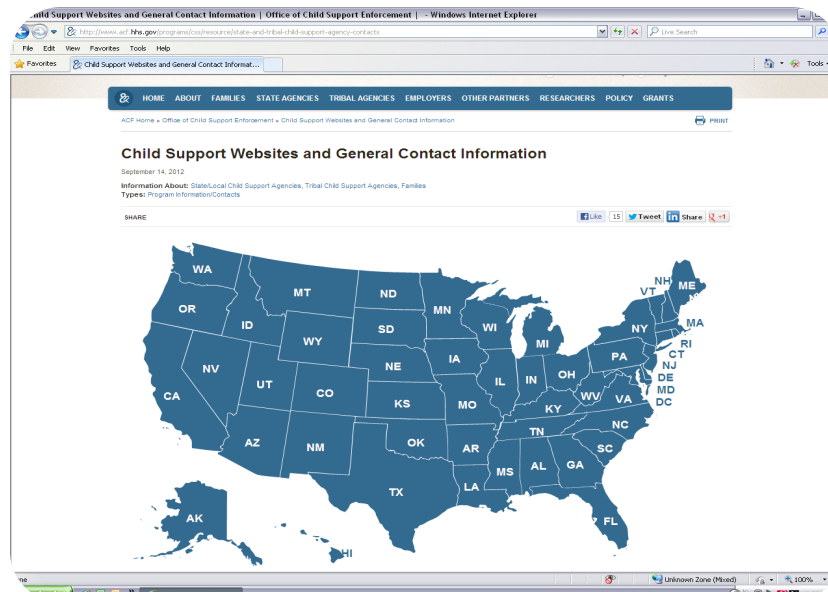 hild Support Websites and General Contact Information | Office of Child Support Enforcement | - Windows Internet Explorer
http://www.acf.hhs.gov/programs/css/resource/state-and-tribal-child-support-agency-contacts
Live Search
File Edit View Favorites Tools Help
Favorites Child Support Websites and General Contact Informat... Tools
HOME ABOUT FAMILIES STATE AGENCIES TRIBAL AGENCIES EMPLOYERS OTHER PARTNERS RESEARCHERS POLICY GRANTS
ACF Home » Office of Child Support Enforcement » Child Support Websites and General Contact Information PRINT
Child Support Websites and General Contact Information
September 14, 2012
Information About: State/Local Child Support Agencies, Tribal Child Support Agencies, Families
Types: Program Information/Contacts
SHARE Like 15 Tweet in Share +1
WA
MT
ND
MN
OR
ID
SD
WI
WY
MI
NY
VT
NH
ME
MA
RI
CT
NJ
DE
MD
DC
NV
NE
IA
PA
UT
IL
IN
OH
CA
CO
KS
MO
WV
VA
KY
NC
TN
AZ
NM
OK
AR
SC
MS
AL
GA
TX
LA
FL
AK
HI
ne Unknown Zone (Mixed) 100%